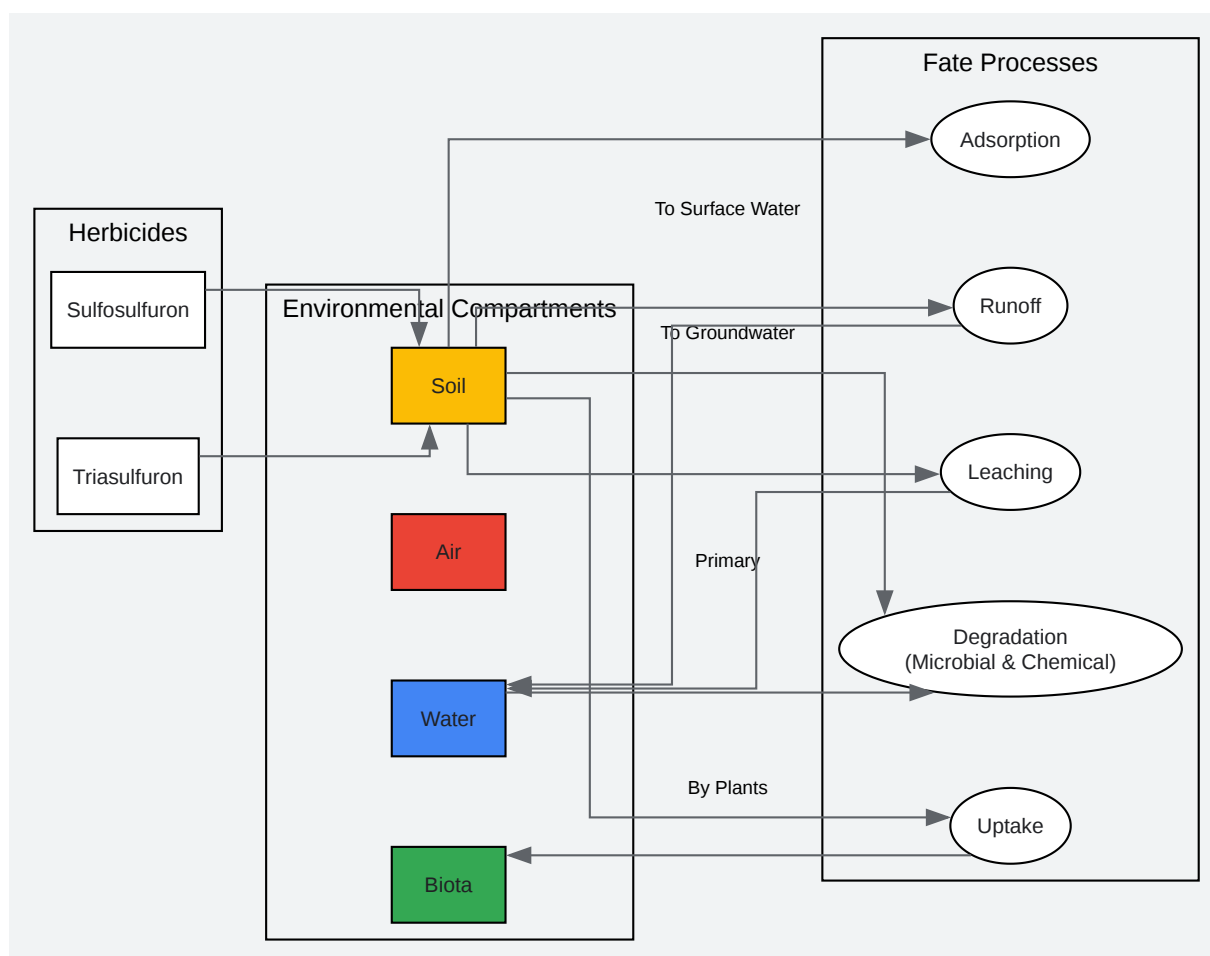 Fate Processes
Adsorption
To Surface Water
Herbicides
Sulfosulfuron
Environmental Compartments
Runoff
To Groundwater
Soil
Triasulfuron
Leaching
Air
Primary
Degradation
(Microbial & Chemical)
Water
By Plants
Uptake
Biota